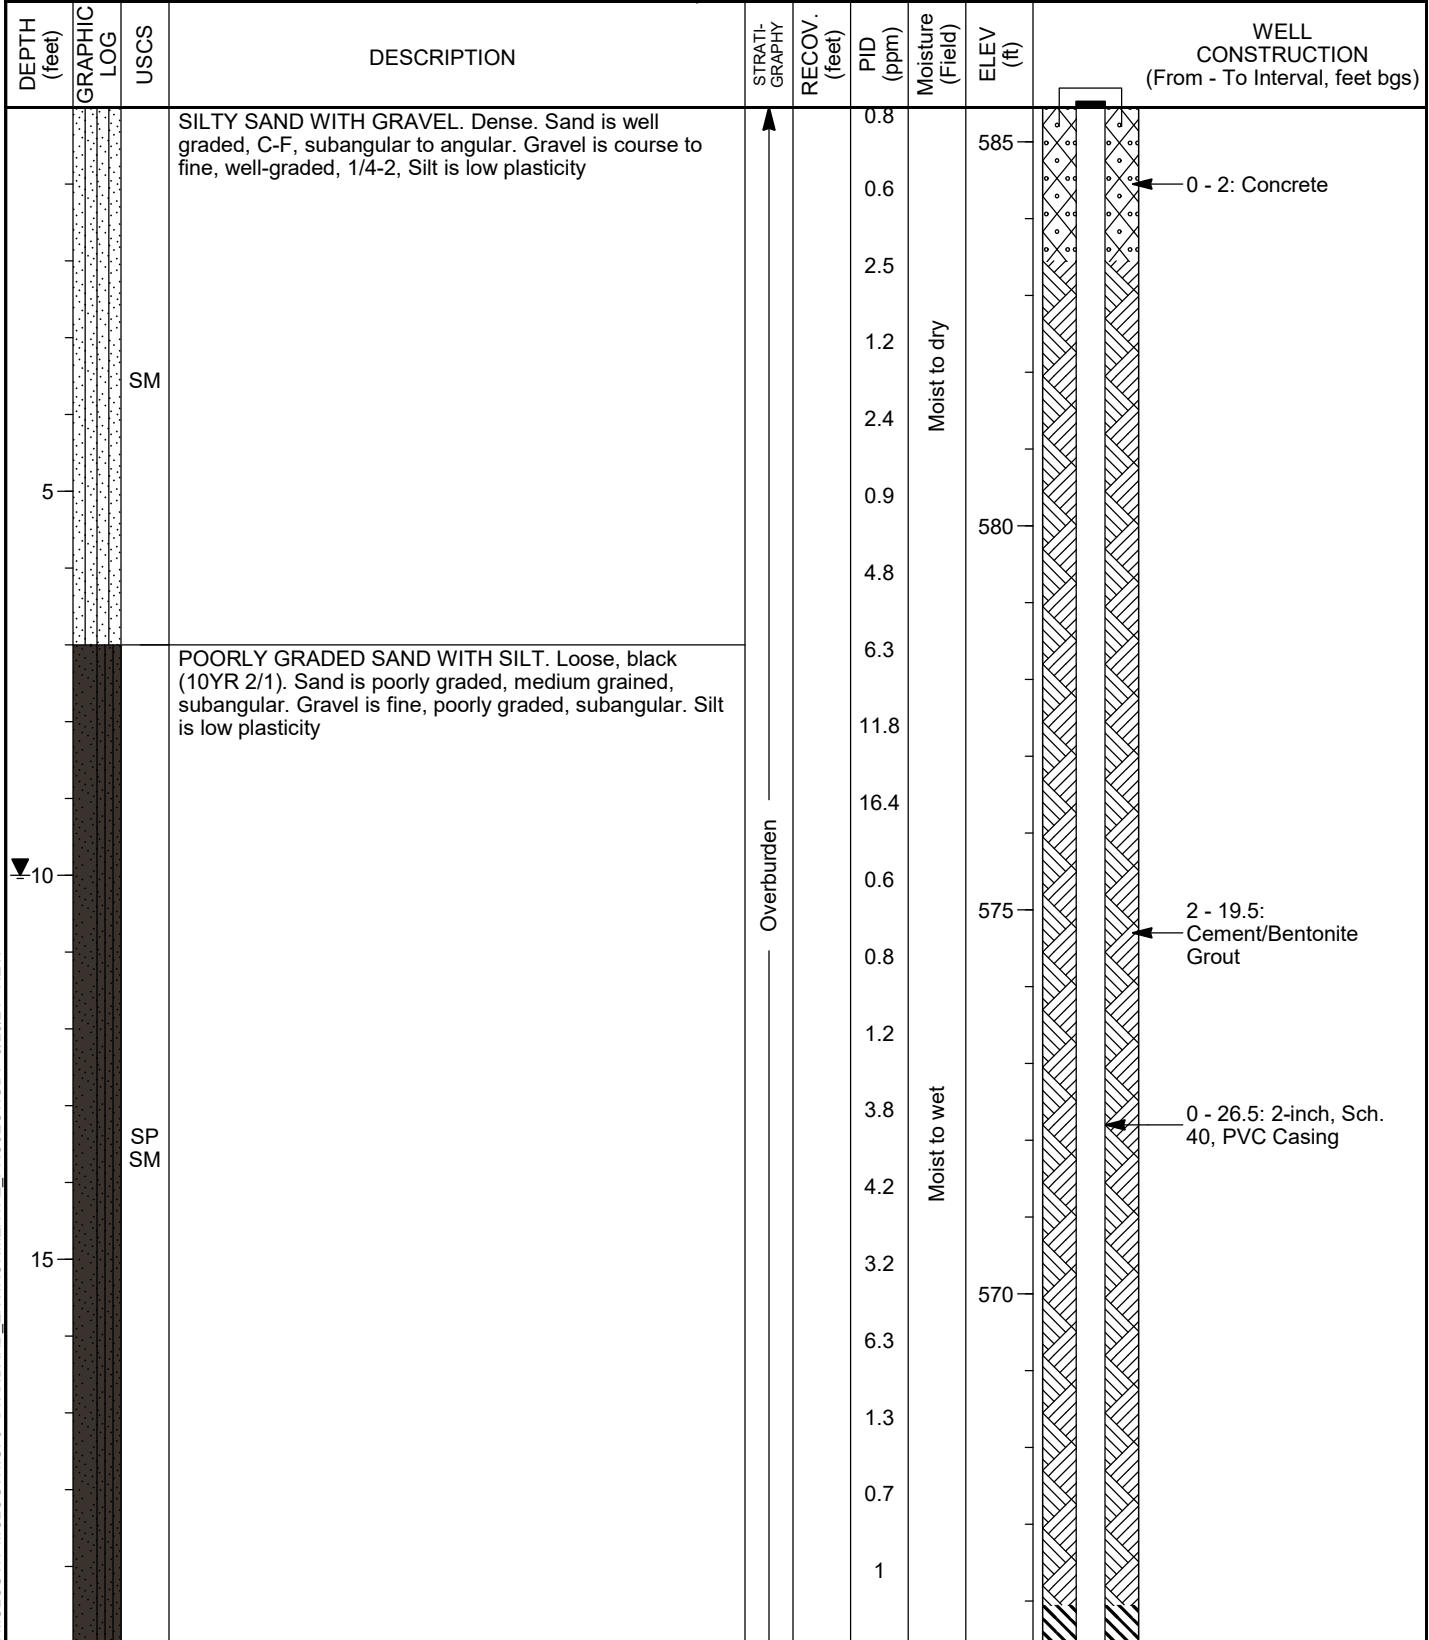 DEPTH
(feet)
GRAPHIC
LOG
USCS
DESCRIPTION
STRATI-
GRAPHY
RECOV.
(feet)
PID
(ppm)
Moisture
(Field)
ELEV
(ft)
WELL
CONSTRUCTION
(From - To Interval, feet bgs)
SILTY SAND WITH GRAVEL. Dense. Sand is well
graded, C-F, subangular to angular. Gravel is course to
fine, well-graded, 1/4-2, Silt is low plasticity
0.8
585
0.6
0 - 2: Concrete
2.5
1.2
Moist to dry
SM
2.4
5
0.9
580
4.8
POORLY GRADED SAND WITH SILT. Loose, black
(10YR 2/1). Sand is poorly graded, medium grained,
subangular. Gravel is fine, poorly graded, subangular. Silt
is low plasticity
6.3
11.8
16.4
Overburden
10
0.6
575
2 - 19.5:
Cement/Bentonite
Grout
0.8
1.2
3.8
0 - 26.5: 2-inch, Sch.
40, PVC Casing
SP
SM
Moist to wet
4.2
15
3.2
570
6.3
1.3
0.7
1